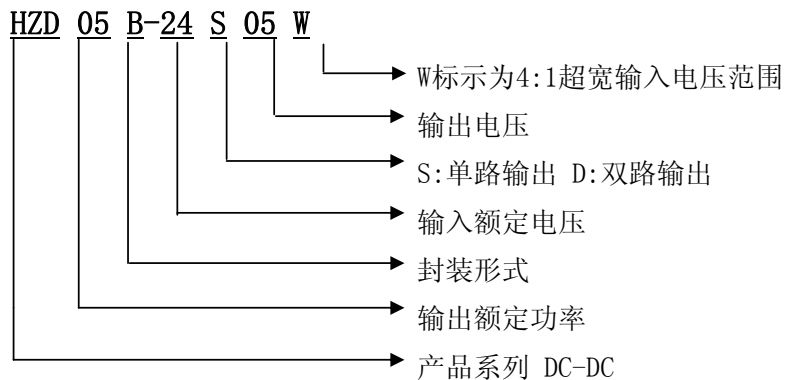 HZD 05 B-24 S 05 W
W标示为4:1超宽输入电压范围
输出电压
S:单路输出 D:双路输出
输入额定电压
封装形式
输出额定功率
产品系列 DC-DC